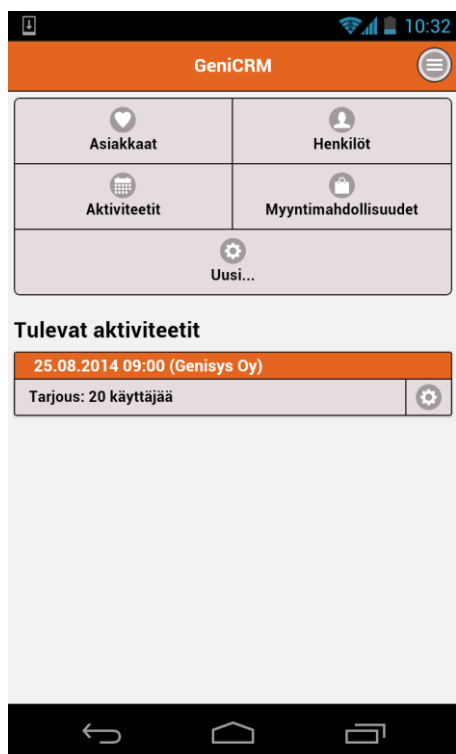 10:32
GeniCRM
Asiakkaat
Henkilöt
Aktiviteetit
Myyntimahdollisuudet
Uusi...
Tulevat aktiviteetit
25.08.2014 09:00 (Genisys Oy)
Tarjous: 20 käyttäjää